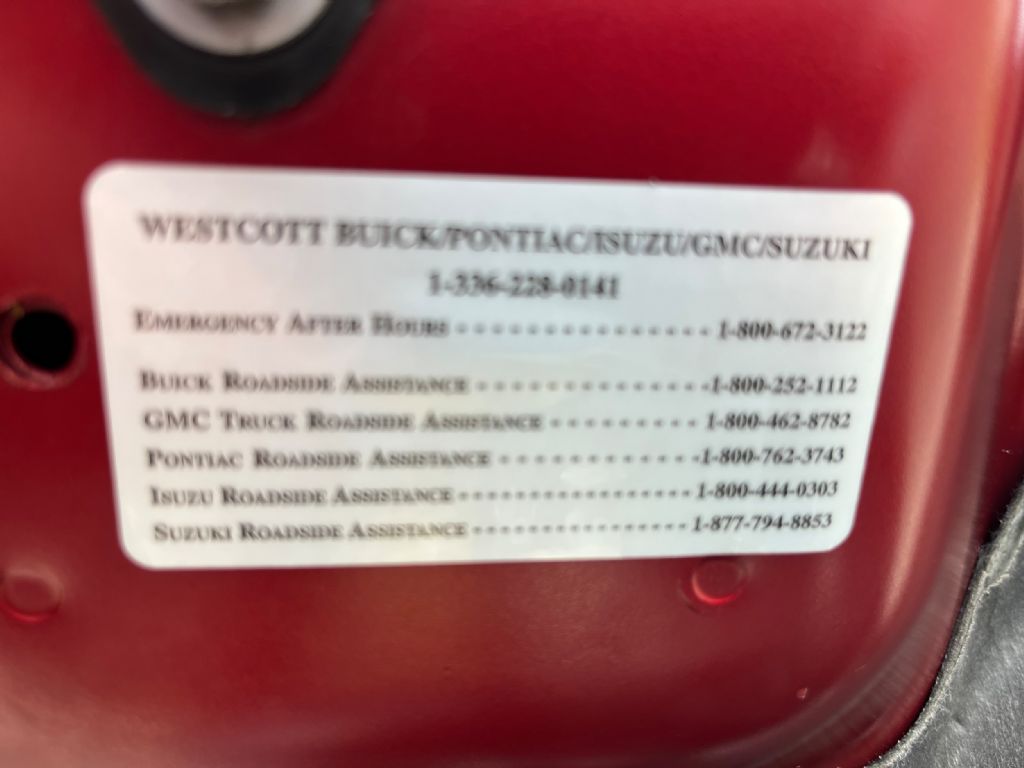 WESTCOTT BUICK/PONTIAC/ISUZU/GMC/SUZUKI
1-336-228-0141
EMERGENCY AFTER HOURS - - - - - - - - - - - - - - - - 1-800-672-3122
BUICK ROADSIDE ASSISTANCE - - - - - - - - - - - - - - -1-800-252-1112
GMC TRUCK ROADSIDE ASSISTANCE - - - - - - - - - 1-800-462-8782
PONTIAC ROADSIDE ASSISTANCE - - - - - - - - - - - - -1-800-762-3743
ISUZU ROADSIDE ASSISTANCE - - - - - - - - - - - - - - - - 1-800-444-0303
SUZUKI ROADSIDE ASSISTANCE - - - - - - - - - - - - - - - 1-877-794-8853